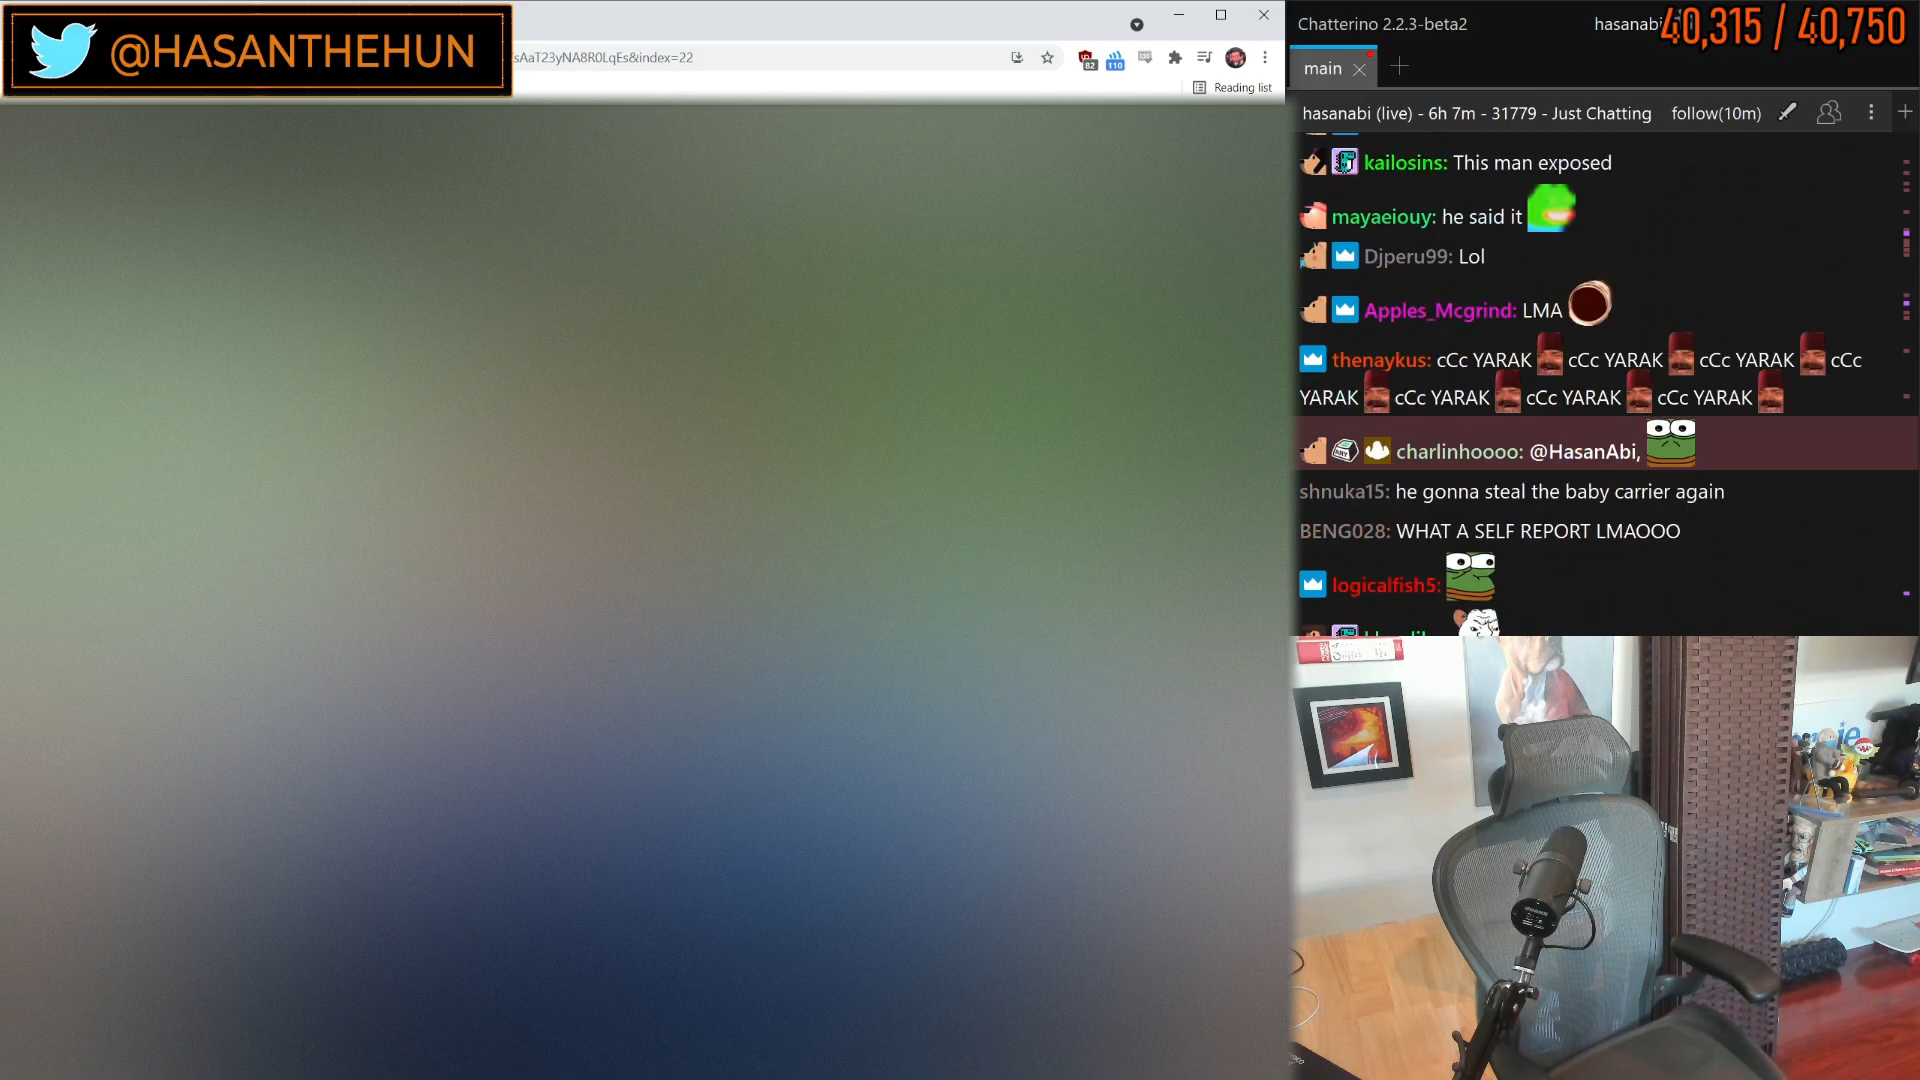 @HASANTHEHUN
sAaT23yNA8R0LqEs&index=22
82
110
Reading list
Chatterino 2.2.3-beta2
hasanabi
40,315 / 40,750
main
hasanabi (live) - 6h 7m - 31779 - Just Chatting
follow(10m)
kailosins: This man exposed
mayaeiouy: he said it
Djperu99: Lol
Apples_Mcgrind: LMA
thenaykus: cCc YARAK cCc YARAK cCc YARAK cCc
YARAK cCc YARAK cCc YARAK cCc YARAK
charlinhoooo: @HasanAbi,
shnuka15: he gonna steal the baby carrier again
BENG028: WHAT A SELF REPORT LMAOOO
logicalfish5: